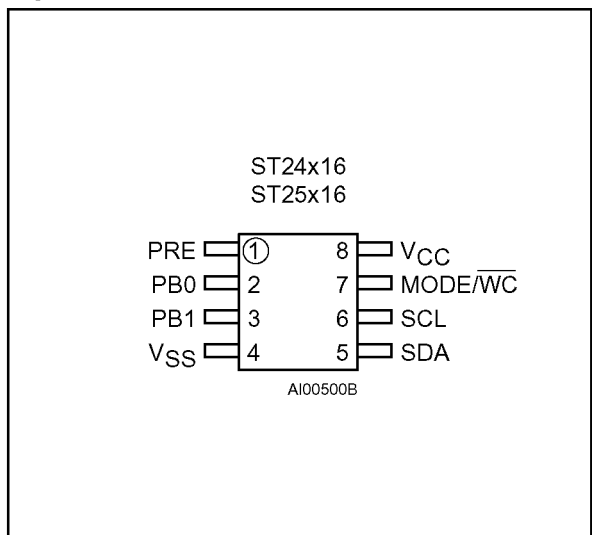 ST24x16
ST25x16
PRE 1 8 VCC
PB0 2 7 MODE/W̅C̅
PB1 3 6 SCL
VSS 4 5 SDA
AI00500B